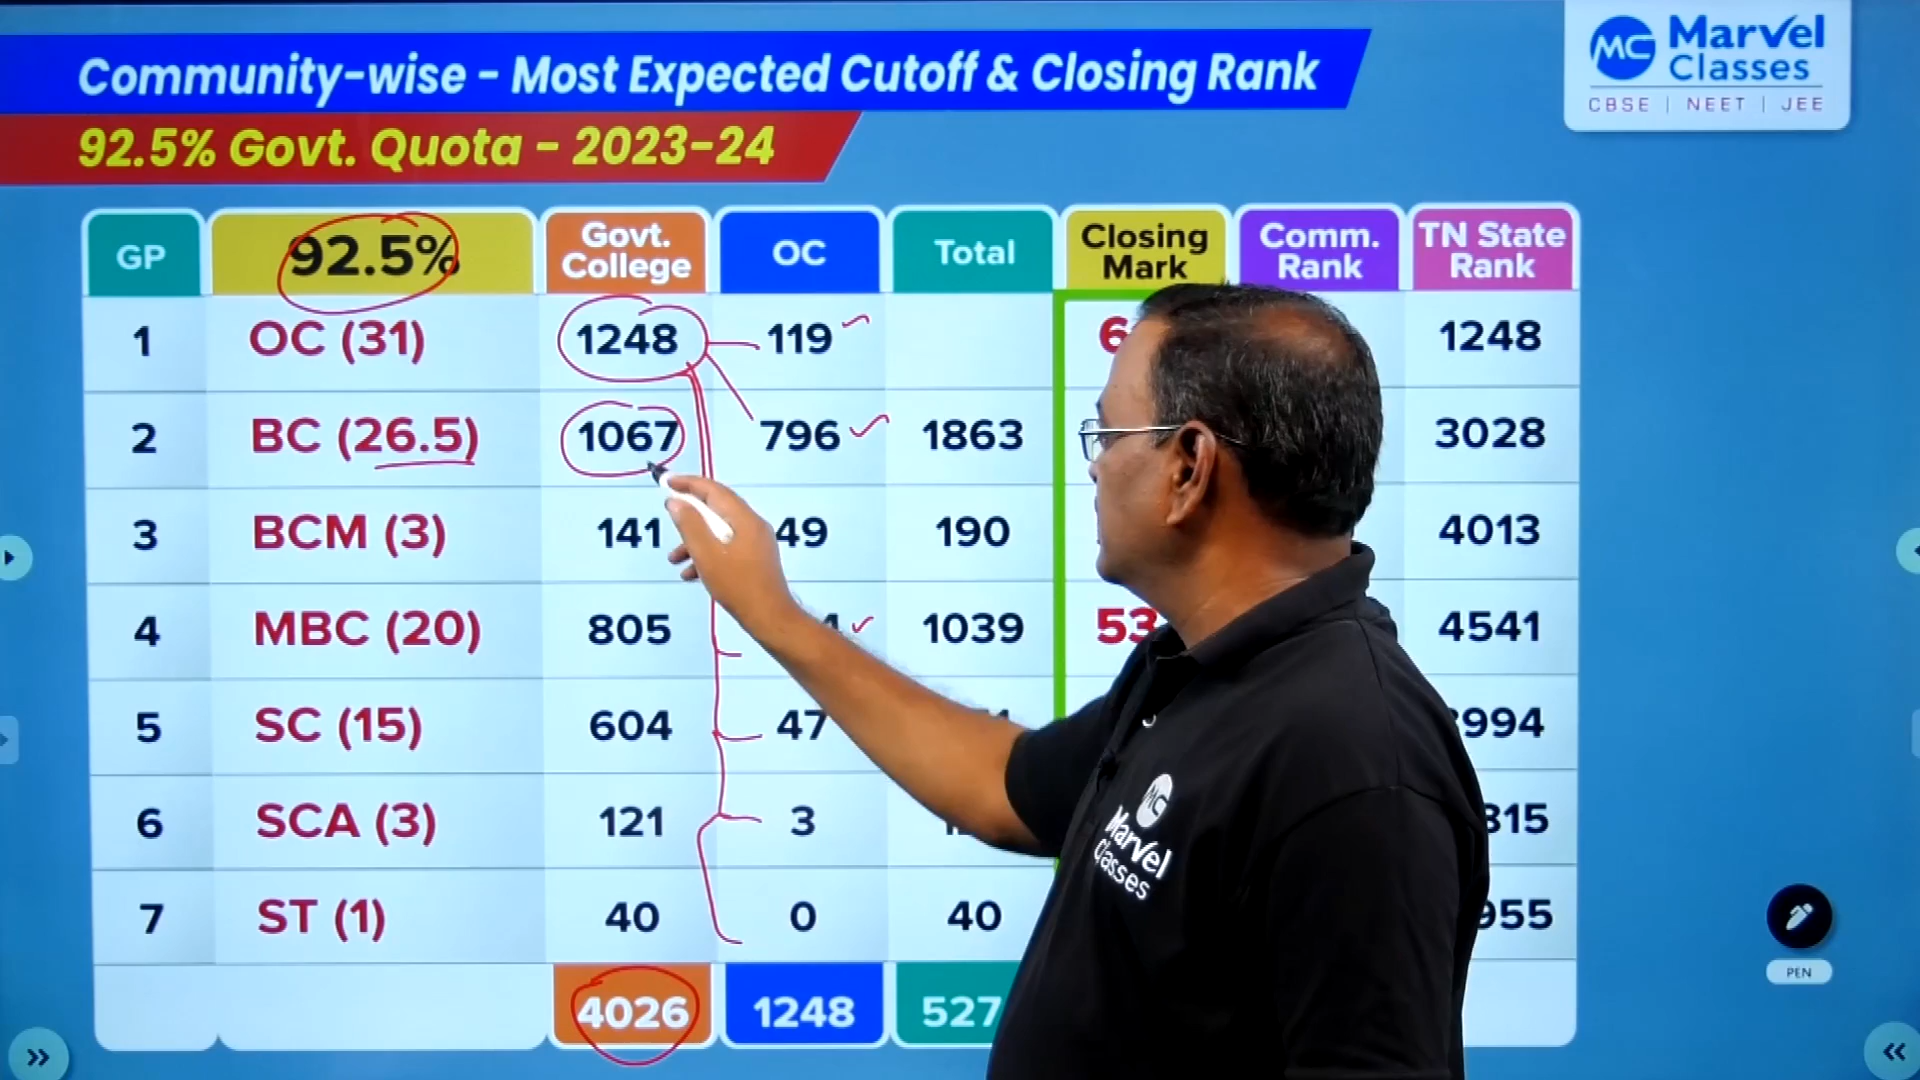 Community-wise - Most Expected Cutoff & Closing Rank
92.5% Govt. Quota - 2023-24
MC Marvel Classes
CBSE | NEET | JEE
GP 92.5% Govt. College OC Total Closing Mark Comm. Rank TN State Rank
1 OC (31) 1248 119 1248
2 BC (26.5) 1067 796 1863 3028
3 BCM (3) 141 49 190 4013
4 MBC (20) 805 1039 4541
5 SC (15) 604 47
6 SCA (3) 121 3
7 ST (1) 40 0 40
4026 1248
MC
Marvel
Classes
PEN